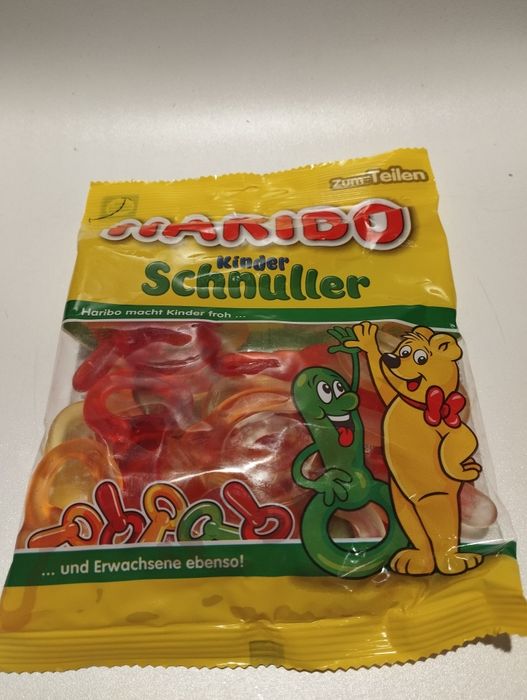 Zum Teilen
HARIBO
Kinder
Schnuller
Haribo macht Kinder froh ...
... und Erwachsene ebenso!